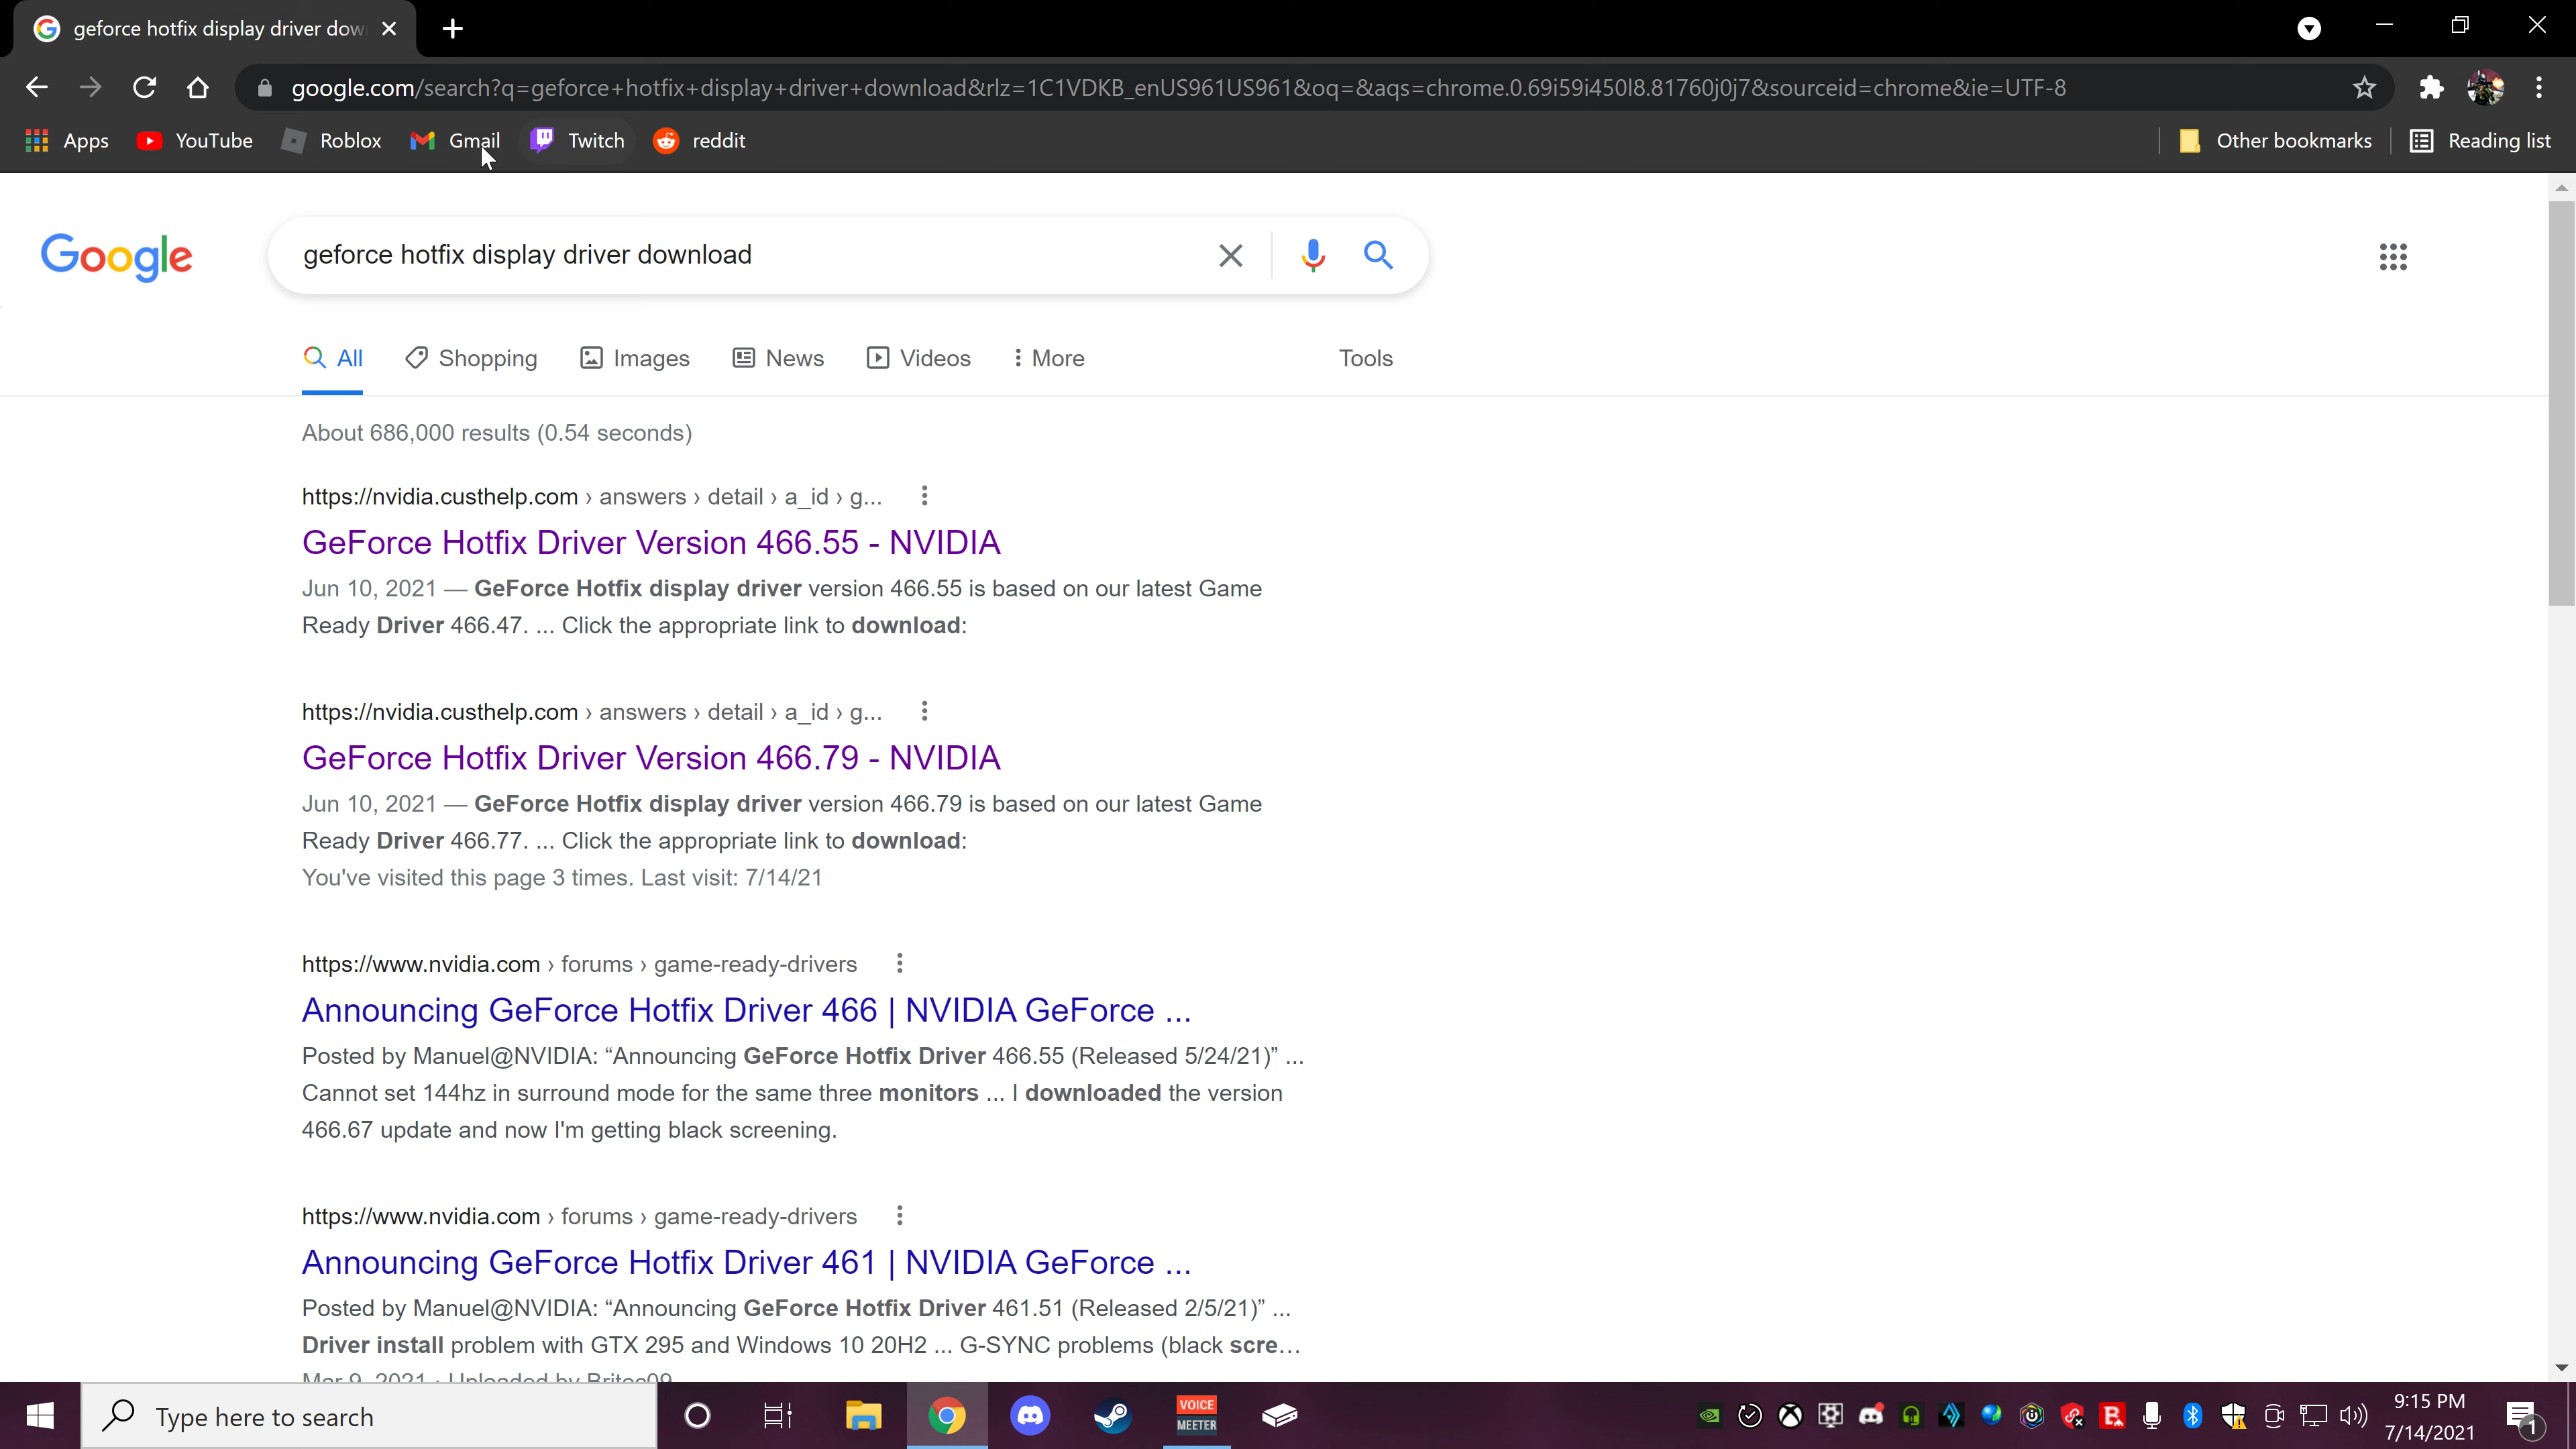 geforce hotfix display driver dow
google.com/search?q=geforce+hotfix+display+driver+download&rlz=1C1VDKB_enUS961US961&oq=&aqs=chrome.0.69i59i450l8.81760j0j7&sourceid=chrome&ie=UTF-8
Apps YouTube Roblox Gmail Twitch reddit Other bookmarks Reading list
Google geforce hotfix display driver download
All Shopping Images News Videos More Tools
About 686,000 results (0.54 seconds)
https://nvidia.custhelp.com › answers › detail › a_id › g...
GeForce Hotfix Driver Version 466.55 - NVIDIA
Jun 10, 2021 — GeForce Hotfix display driver version 466.55 is based on our latest Game
Ready Driver 466.47. ... Click the appropriate link to download:
https://nvidia.custhelp.com › answers › detail › a_id › g...
GeForce Hotfix Driver Version 466.79 - NVIDIA
Jun 10, 2021 — GeForce Hotfix display driver version 466.79 is based on our latest Game
Ready Driver 466.77. ... Click the appropriate link to download:
You've visited this page 3 times. Last visit: 7/14/21
https://www.nvidia.com › forums › game-ready-drivers
Announcing GeForce Hotfix Driver 466 | NVIDIA GeForce ...
Posted by Manuel@NVIDIA: “Announcing GeForce Hotfix Driver 466.55 (Released 5/24/21)” ...
Cannot set 144hz in surround mode for the same three monitors ... I downloaded the version
466.67 update and now I'm getting black screening.
https://www.nvidia.com › forums › game-ready-drivers
Announcing GeForce Hotfix Driver 461 | NVIDIA GeForce ...
Posted by Manuel@NVIDIA: “Announcing GeForce Hotfix Driver 461.51 (Released 2/5/21)” ...
Driver install problem with GTX 295 and Windows 10 20H2 ... G-SYNC problems (black scre...
Mar 9, 2021 · Uploaded by Britec09
Type here to search
VOICE
MEETER
9:15 PM
7/14/2021
1